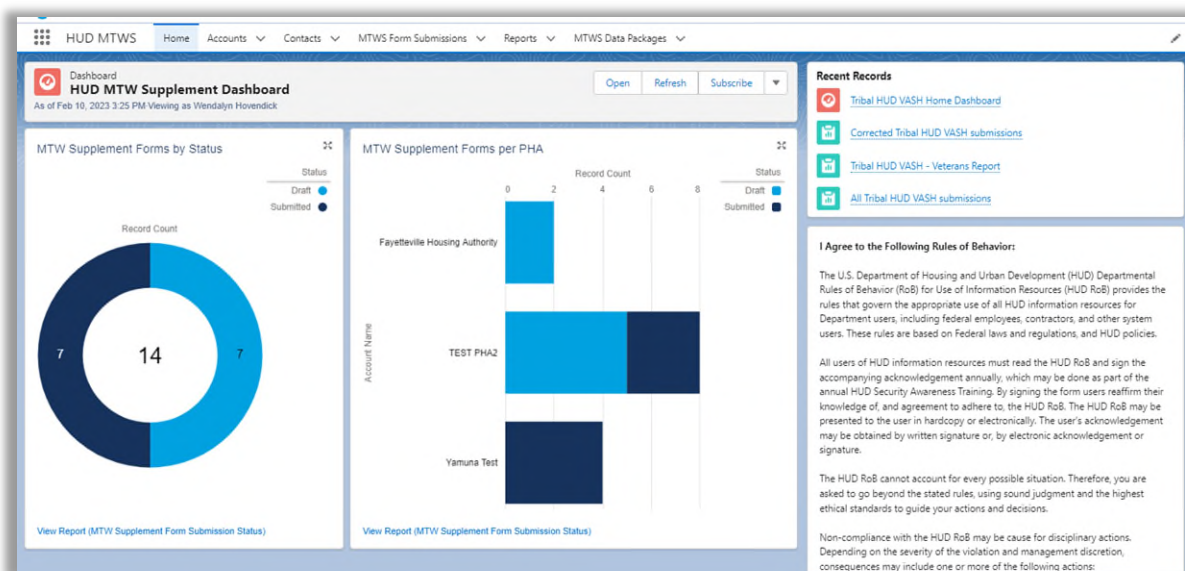 HUD MTWS
Home
Accounts
Contacts
MTWS Form Submissions
Reports
MTWS Data Packages
Dashboard
HUD MTW Supplement Dashboard
As of Feb 10, 2023 3:25 PM·Viewing as Wendalyn Hovendick
Open
Refresh
Subscribe
MTW Supplement Forms by Status
Status
Draft
Submitted
Record Count
7
14
7
View Report (MTW Supplement Form Submission Status)
MTW Supplement Forms per PHA
Record Count
0 2 4 6 8
Status
Draft
Submitted
Account Name
Fayetteville Housing Authority
TEST PHA2
Yamuna Test
View Report (MTW Supplement Form Submission Status)
Recent Records
Tribal HUD VASH Home Dashboard
Corrected Tribal HUD VASH submissions
Tribal HUD VASH - Veterans Report
All Tribal HUD VASH submissions
I Agree to the Following Rules of Behavior:
The U.S. Department of Housing and Urban Development (HUD) Departmental
Rules of Behavior (RoB) for Use of Information Resources (HUD RoB) provides the
rules that govern the appropriate use of all HUD information resources for
Department users, including federal employees, contractors, and other system
users. These rules are based on Federal laws and regulations, and HUD policies.
All users of HUD information resources must read the HUD RoB and sign the
accompanying acknowledgement annually, which may be done as part of the
annual HUD Security Awareness Training. By signing the form users reaffirm their
knowledge of, and agreement to adhere to, the HUD RoB. The HUD RoB may be
presented to the user in hardcopy or electronically. The user's acknowledgement
may be obtained by written signature or, by electronic acknowledgement or
signature.
The HUD RoB cannot account for every possible situation. Therefore, you are
asked to go beyond the stated rules, using sound judgment and the highest
ethical standards to guide your actions and decisions.
Non-compliance with the HUD RoB may be cause for disciplinary actions.
Depending on the severity of the violation and management discretion,
consequences may include one or more of the following actions: